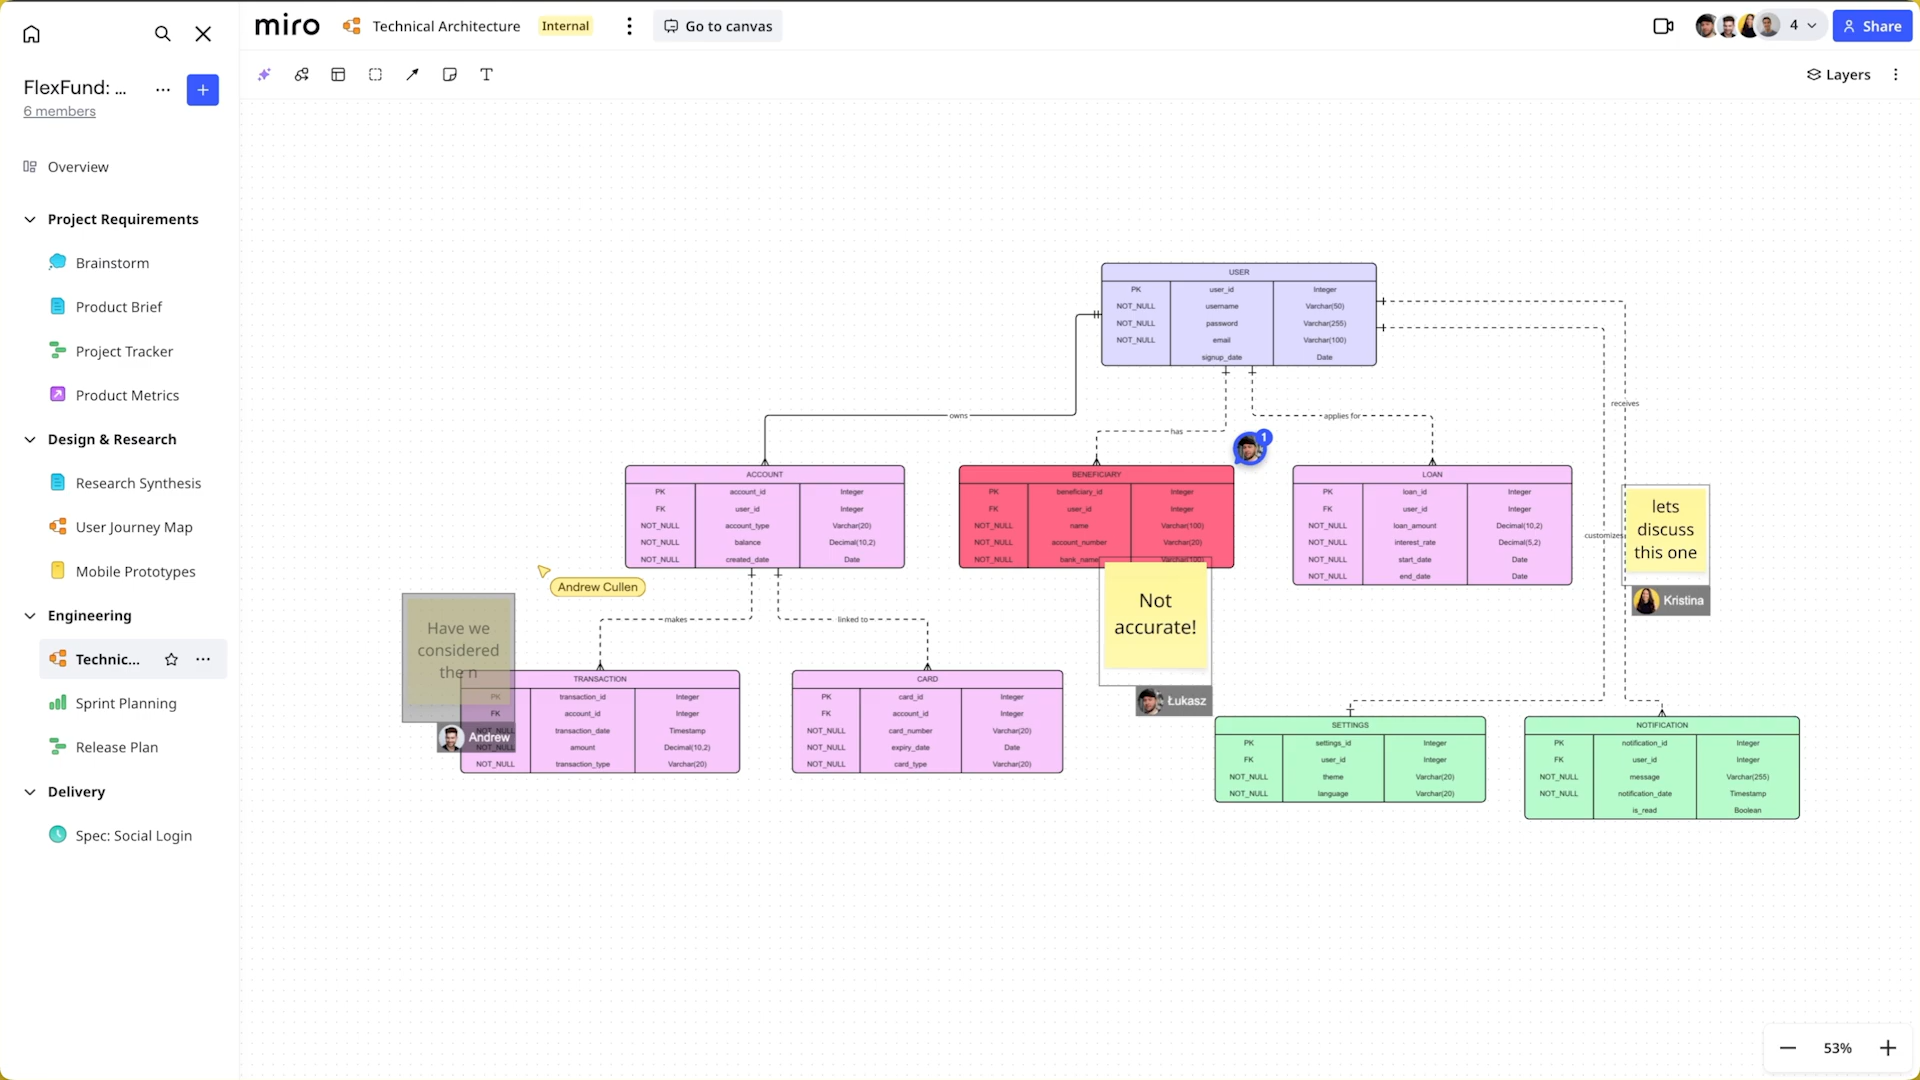 miro
Technical Architecture
Internal
Go to canvas
4
Share
FlexFund: ...
6 members
Layers
Overview
Project Requirements
Brainstorm
Product Brief
Project Tracker
Product Metrics
Design & Research
Research Synthesis
User Journey Map
Mobile Prototypes
Engineering
Technic...
Sprint Planning
Release Plan
Delivery
Spec: Social Login
USER
PK user_id Integer
NOT_NULL username Varchar(50)
NOT_NULL password Varchar(255)
NOT_NULL email Varchar(100)
signup_date Date
owns
has
applies for
receives
customizes
1
ACCOUNT
PK account_id Integer
FK user_id Integer
NOT_NULL account_type Varchar(20)
NOT_NULL balance Decimal(10,2)
NOT_NULL created_date Date
BENEFICIARY
PK beneficiary_id Integer
FK user_id Integer
NOT_NULL name Varchar(100)
NOT_NULL account_number Varchar(20)
NOT_NULL bank_name Varchar(100)
LOAN
PK loan_id Integer
FK user_id Integer
NOT_NULL loan_amount Decimal(10,2)
NOT_NULL interest_rate Decimal(5,2)
NOT_NULL start_date Date
NOT_NULL end_date Date
lets
discuss
this one
Kristina
Andrew Cullen
Have we
considered
the n
Andrew
makes
linked to
Not
accurate!
Łukasz
TRANSACTION
PK transaction_id Integer
FK account_id Integer
NOT_NULL transaction_date Timestamp
NOT_NULL amount Decimal(10,2)
NOT_NULL transaction_type Varchar(20)
CARD
PK card_id Integer
FK account_id Integer
NOT_NULL card_number Varchar(20)
NOT_NULL expiry_date Date
NOT_NULL card_type Varchar(20)
SETTINGS
PK settings_id Integer
FK user_id Integer
NOT_NULL theme Varchar(20)
NOT_NULL language Varchar(20)
NOTIFICATION
PK notification_id Integer
FK user_id Integer
NOT_NULL message Varchar(255)
NOT_NULL notification_date Timestamp
is_read Boolean
53%